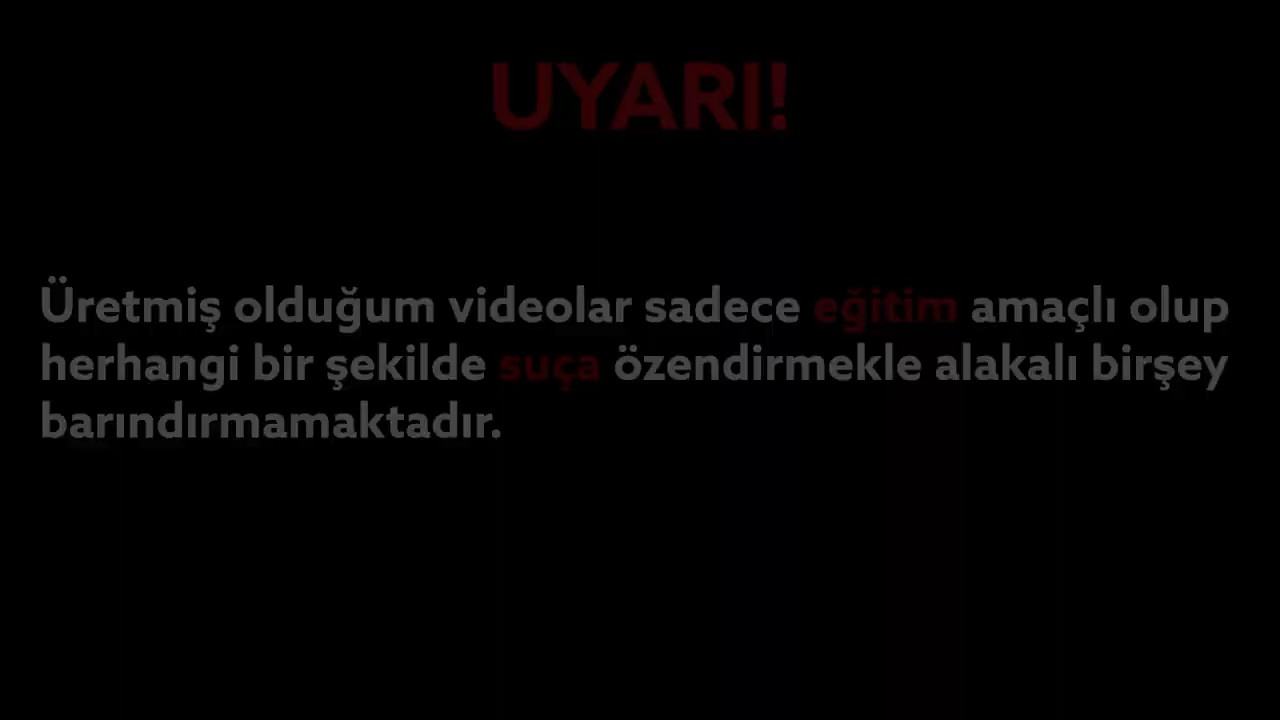 UYARI!
Üretmiş olduğum videolar sadece eğitim amaçlı olup
herhangi bir şekilde suça özendirmekle alakalı birşey
barındırmamaktadır.